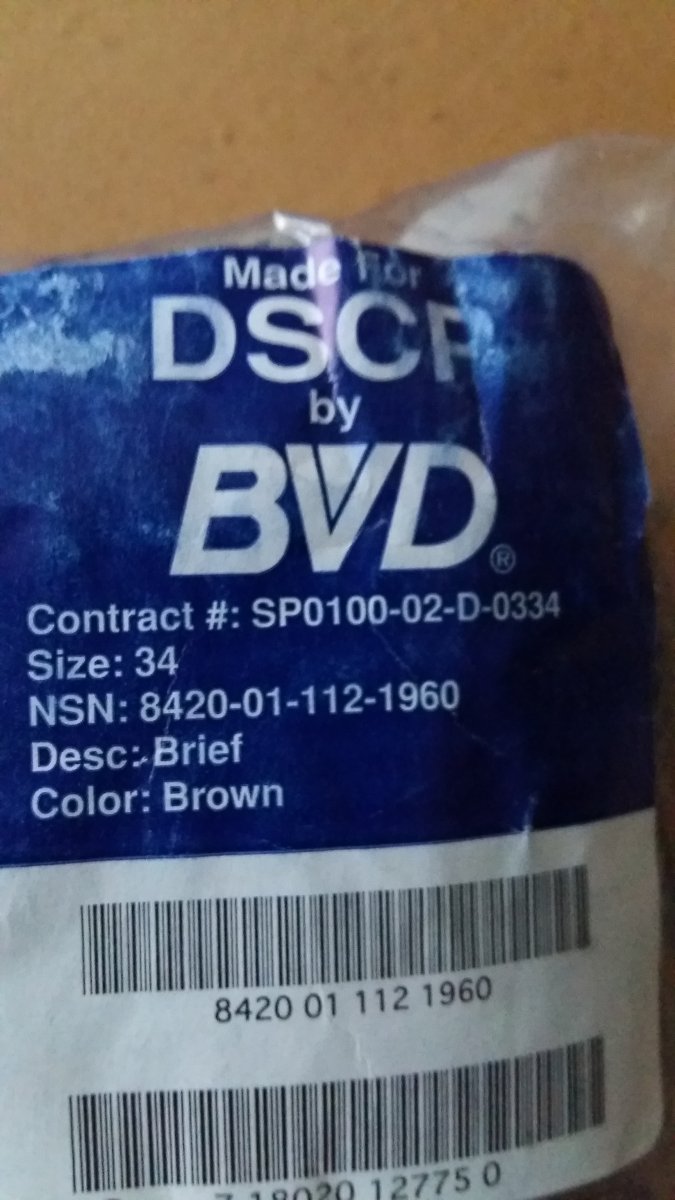 Made for
DSCP
by
BVD®
Contract #: SP0100-02-D-0334
Size: 34
NSN: 8420-01-112-1960
Desc: Brief
Color: Brown
8420 01 112 1960
7 18020 12775 0